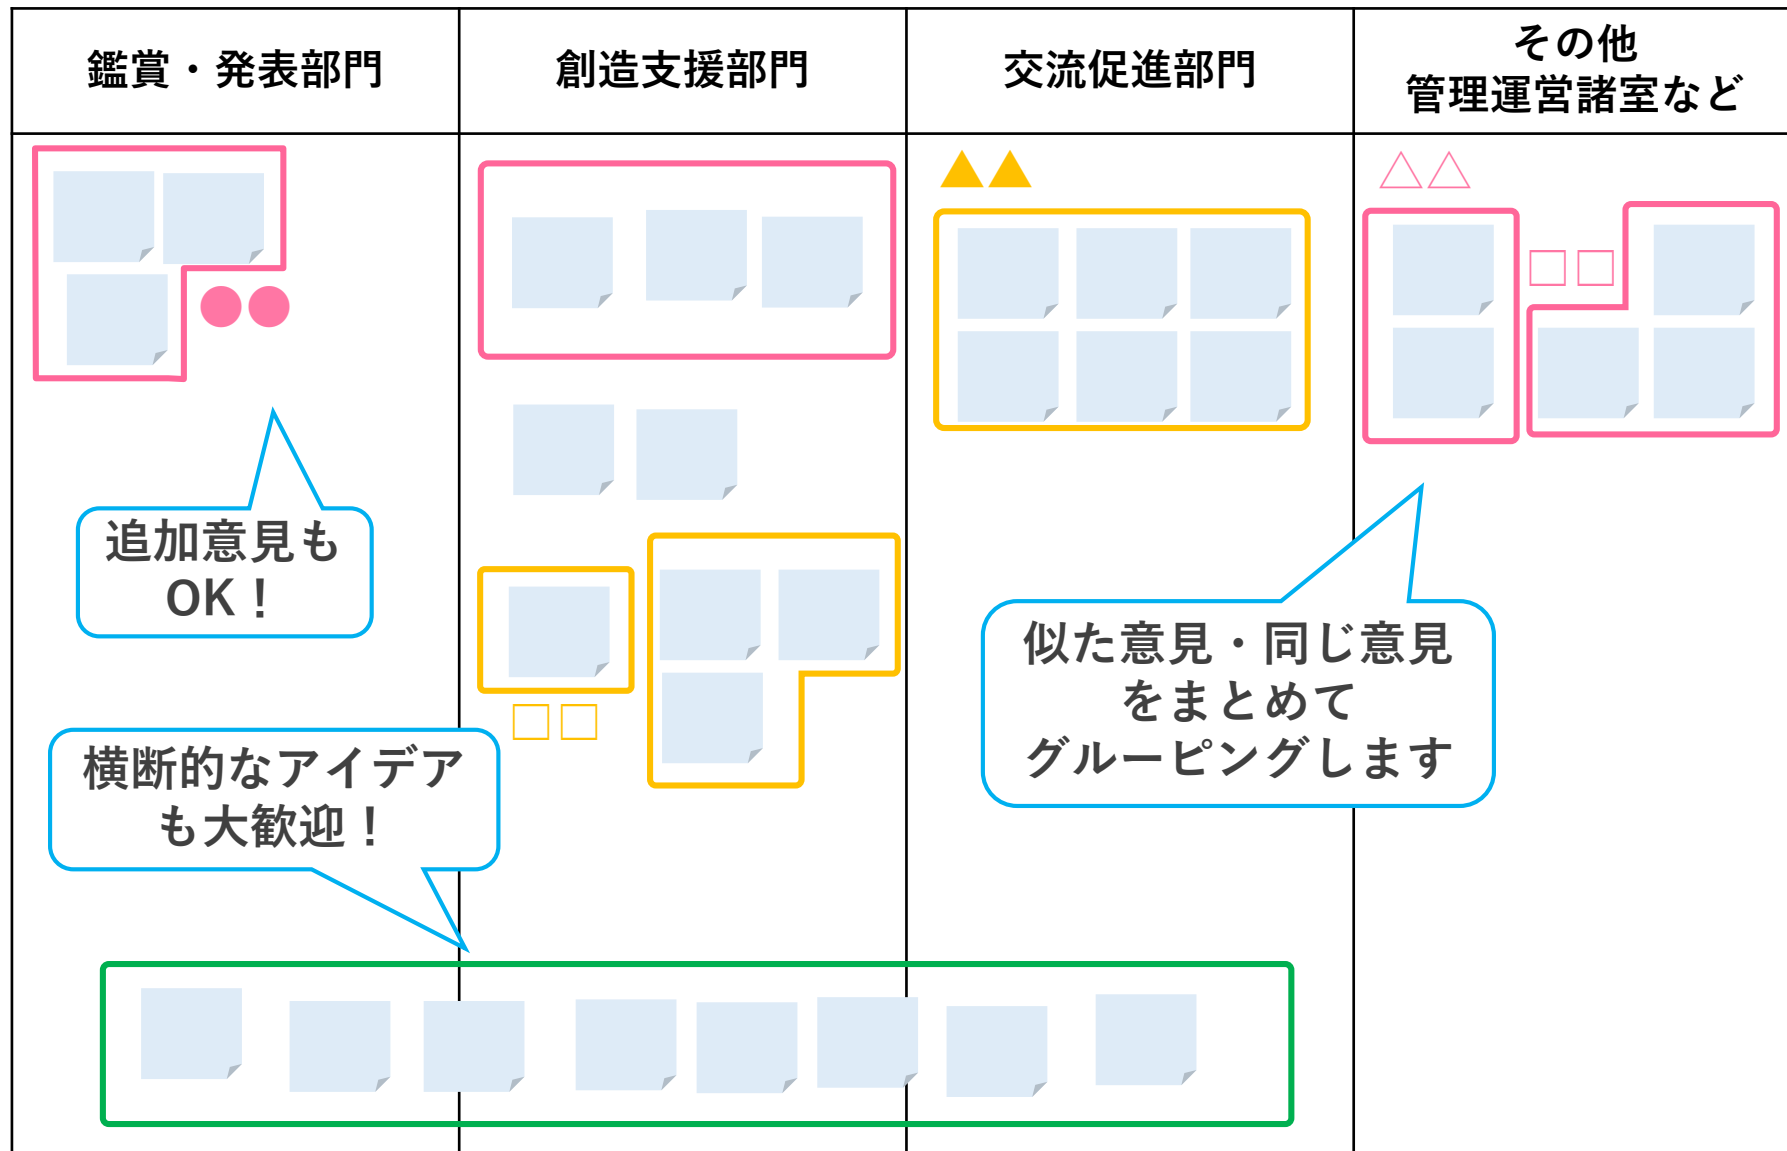 鑑賞・発表部門
創造支援部門
交流促進部門
その他
管理運営諸室など
▲▲
△△
□□
●●
追加意見も
OK！
似た意見・同じ意見
をまとめて
グルーピングします
□□
横断的なアイデア
も大歓迎！